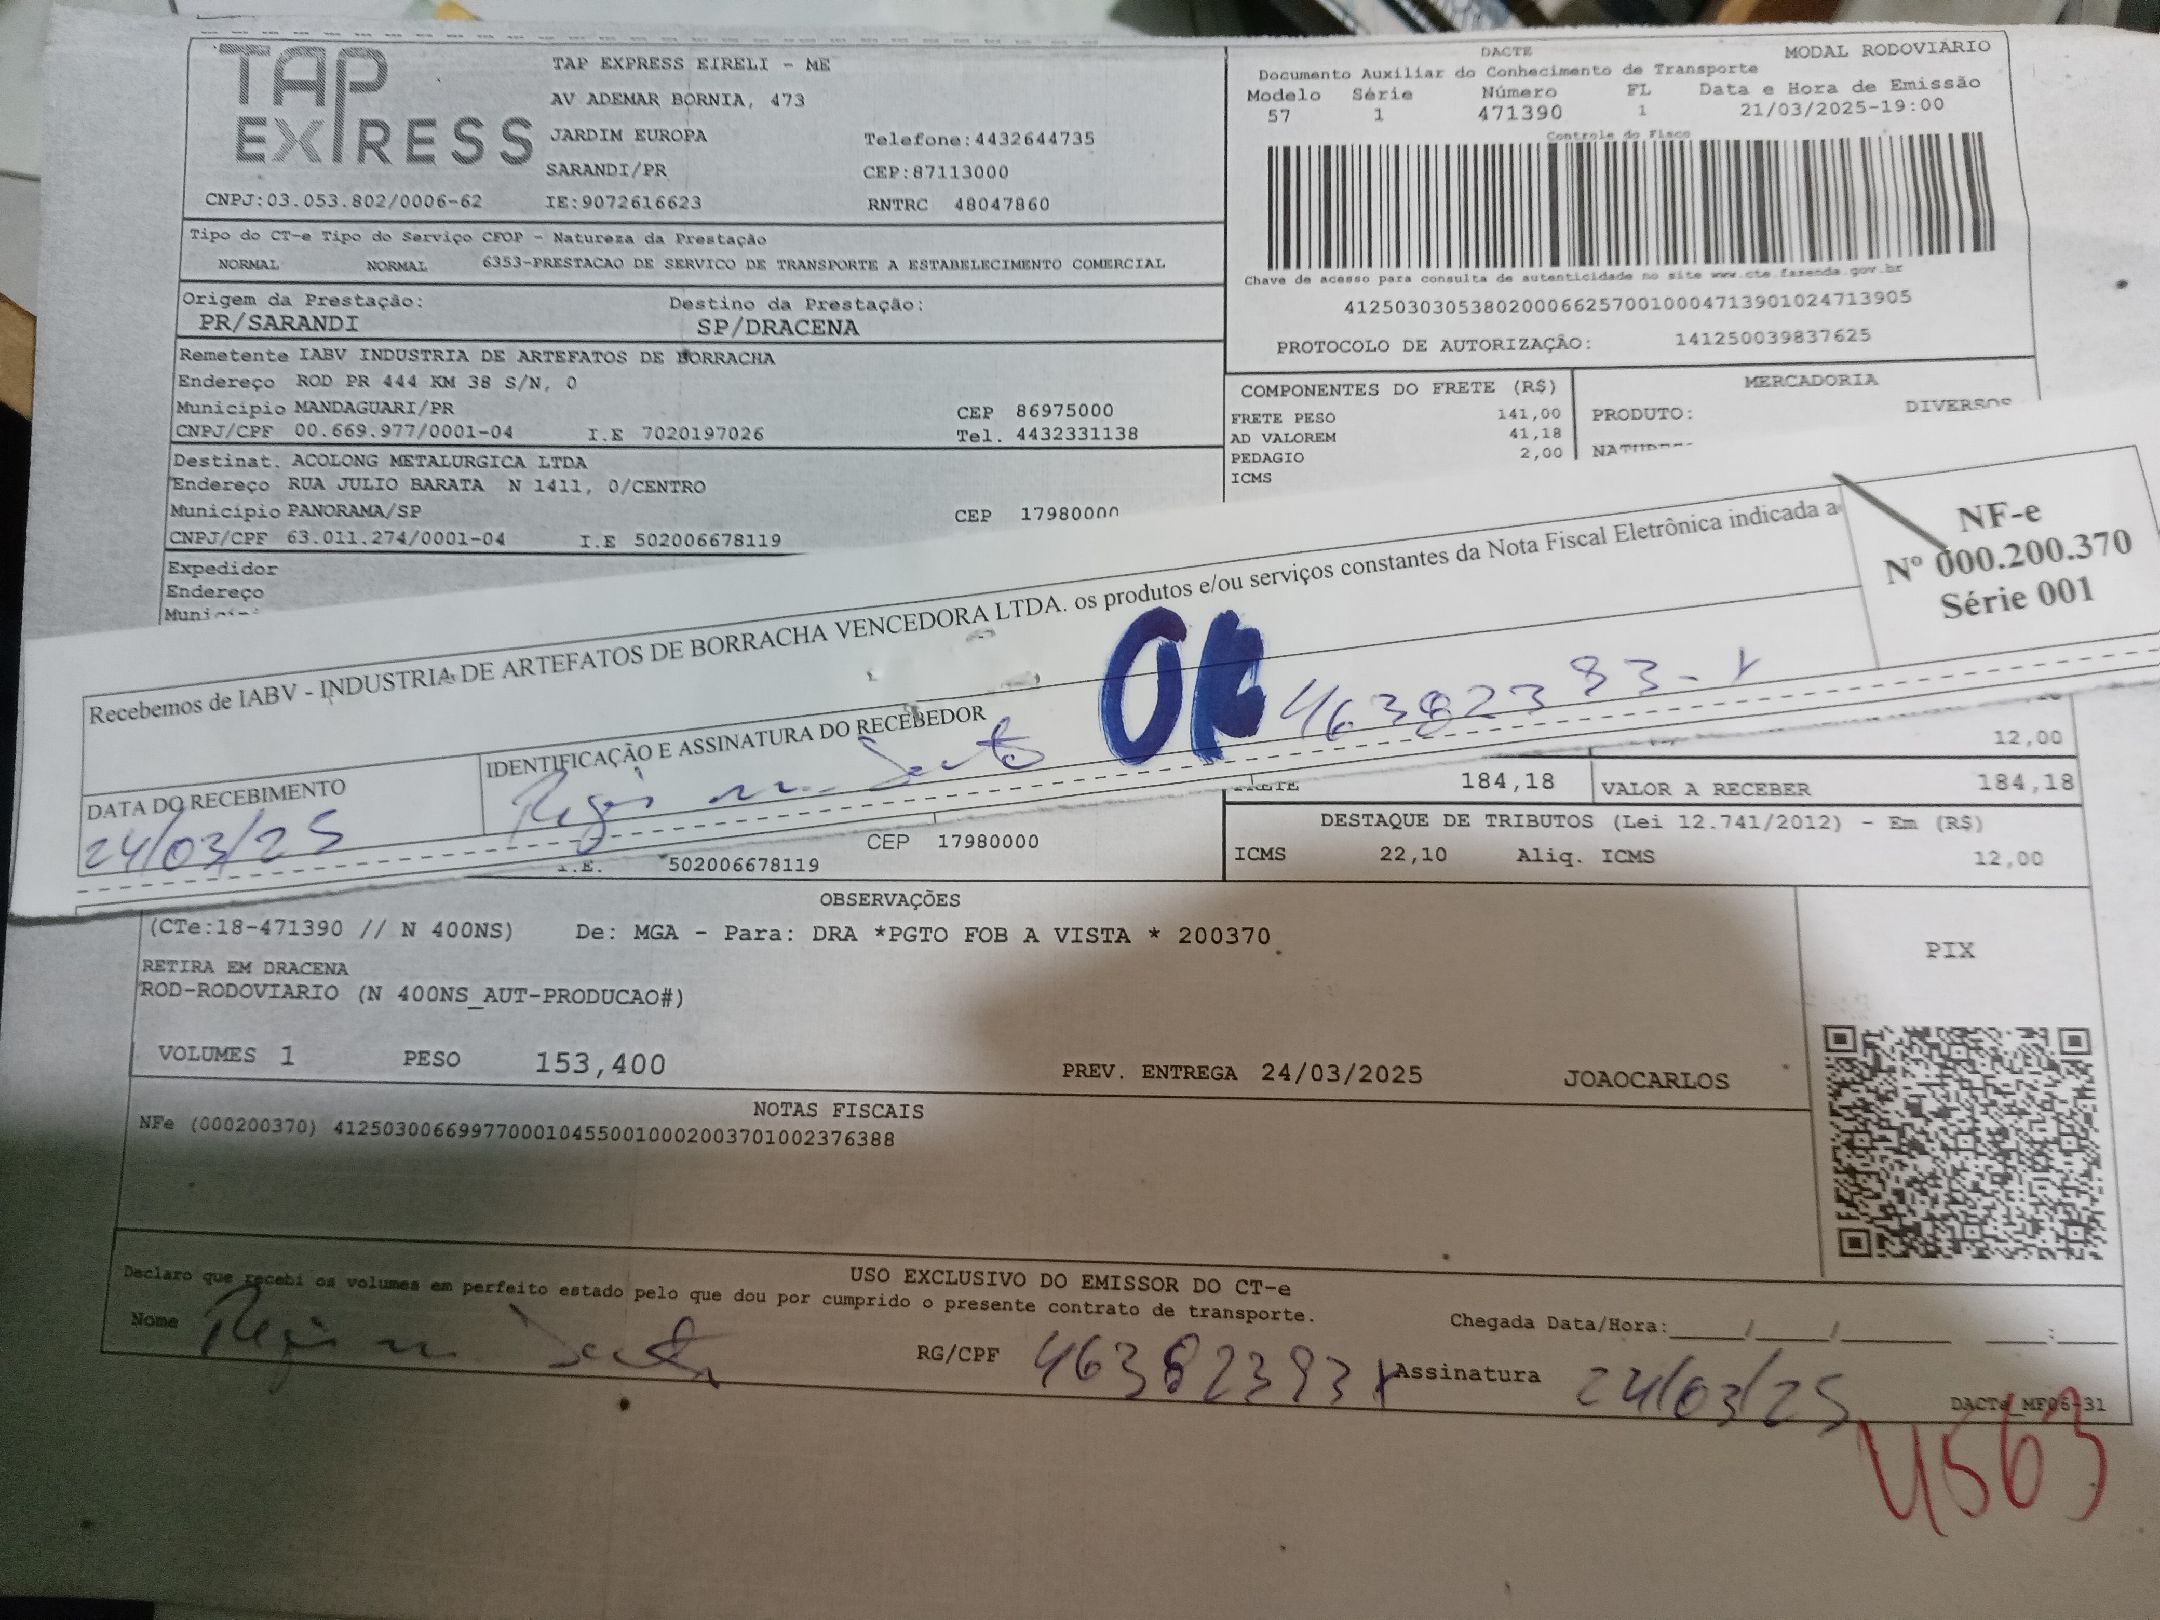 TAP EXPRESS
TAP EXPRESS EIRELI - ME
AV ADEMAR BORNIA, 473
JARDIM EUROPA Telefone:4432644735
SARANDI/PR CEP:87113000
CNPJ:03.053.802/0006-62 IE:9072616623 RNTRC 48047860
DACTE MODAL RODOVIÁRIO
Documento Auxiliar do Conhecimento de Transporte
Modelo Série Número FL Data e Hora de Emissão
57 1 471390 1 21/03/2025-19:00
Controle do Fisco
Chave de acesso para consulta de autenticidade no site www.cte.fazenda.gov.br
41250303053802000662570010004713901024713905
PROTOCOLO DE AUTORIZAÇÃO: 141250039837625
Tipo do CT-e Tipo do Serviço CFOP - Natureza da Prestação
NORMAL NORMAL 6353-PRESTACAO DE SERVICO DE TRANSPORTE A ESTABELECIMENTO COMERCIAL
Origem da Prestação: Destino da Prestação:
PR/SARANDI SP/DRACENA
Remetente IABV INDUSTRIA DE ARTEFATOS DE BORRACHA
Endereço ROD PR 444 KM 38 S/N, 0
Município MANDAGUARI/PR CEP 86975000
CNPJ/CPF 00.669.977/0001-04 I.E 7020197026 Tel. 4432331138
Destinat. ACOLONG METALURGICA LTDA
Endereço RUA JULIO BARATA N 1411, 0/CENTRO
Município PANORAMA/SP CEP 17980000
CNPJ/CPF 63.011.274/0001-04 I.E 502006678119
Expedidor
Endereço
COMPONENTES DO FRETE (R$) MERCADORIA
FRETE PESO 141,00 PRODUTO: DIVERSOS
AD VALOREM 41,18
PEDAGIO 2,00
ICMS
Recebemos de IABV - INDUSTRIA DE ARTEFATOS DE BORRACHA VENCEDORA LTDA. os produtos e/ou serviços constantes da Nota Fiscal Eletrônica indicada a
NF-e
Nº 000.200.370
Série 001
DATA DO RECEBIMENTO IDENTIFICAÇÃO E ASSINATURA DO RECEBEDOR
OK
24/03/25 46382393-
12,00
FRETE 184,18 VALOR A RECEBER 184,18
DESTAQUE DE TRIBUTOS (Lei 12.741/2012) - Em (R$)
ICMS 22,10 Aliq. ICMS 12,00
CEP 17980000
I.E. 502006678119
OBSERVAÇÕES
(CTe:18-471390 // N 400NS) De: MGA - Para: DRA *PGTO FOB A VISTA * 200370
RETIRA EM DRACENA
ROD-RODOVIARIO (N 400NS_AUT-PRODUCAO#)
PIX
VOLUMES 1 PESO 153,400 PREV. ENTREGA 24/03/2025 JOAOCARLOS
NOTAS FISCAIS
NFe (000200370) 41250300669977000104550010002003701002376388
USO EXCLUSIVO DO EMISSOR DO CT-e
Declaro que recebi os volumes em perfeito estado pelo que dou por cumprido o presente contrato de transporte.
Nome RG/CPF 46382393 Assinatura 24/03/25 Chegada Data/Hora:____/____/______ ___:___
DACTe_MF06-31
4563